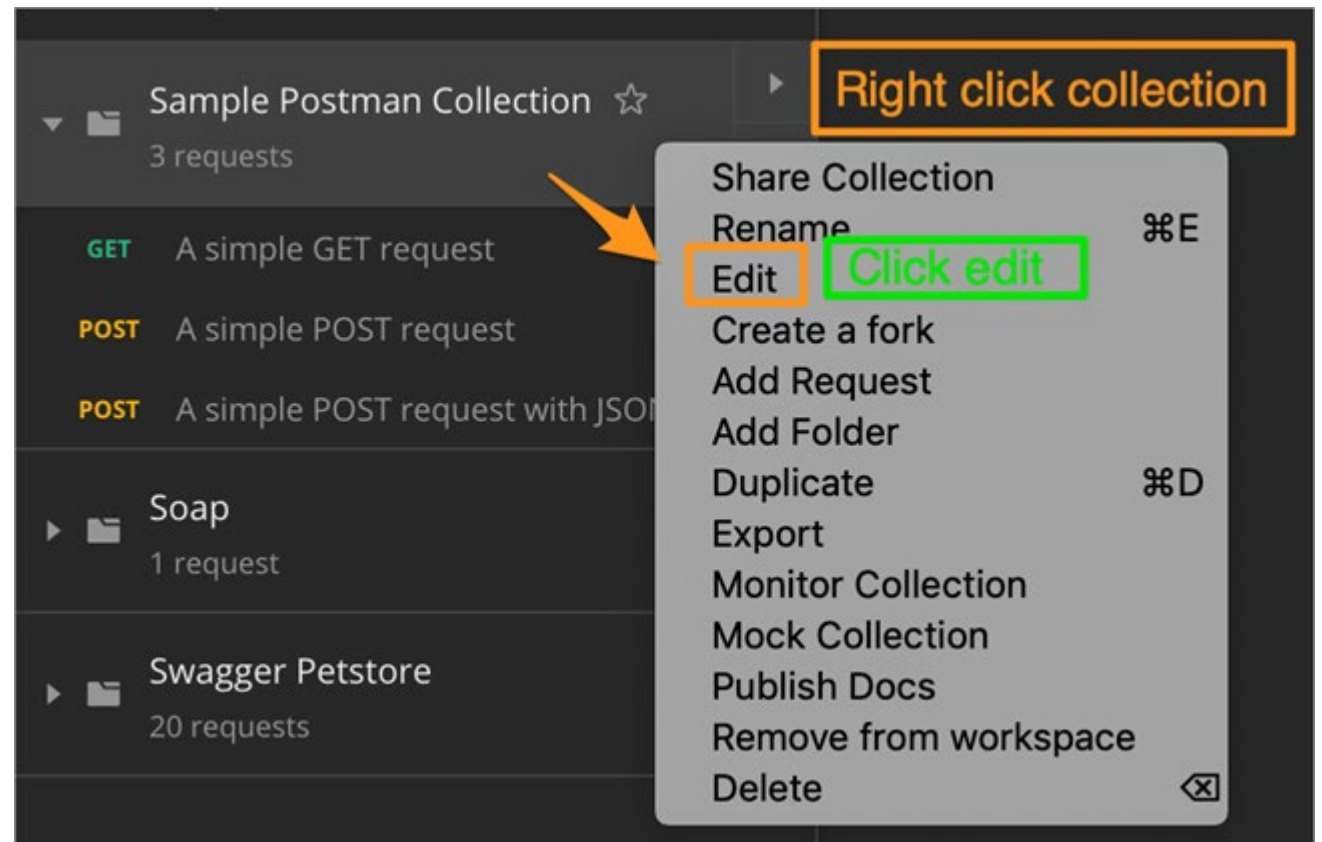 Sample Postman Collection
3 requests
GET A simple GET request
POST A simple POST request
POST A simple POST request with JSO
Soap
1 request
Swagger Petstore
20 requests
Right click collection
Share Collection
Rename ⌘E
Edit
Click edit
Create a fork
Add Request
Add Folder
Duplicate ⌘D
Export
Monitor Collection
Mock Collection
Publish Docs
Remove from workspace
Delete ⌫